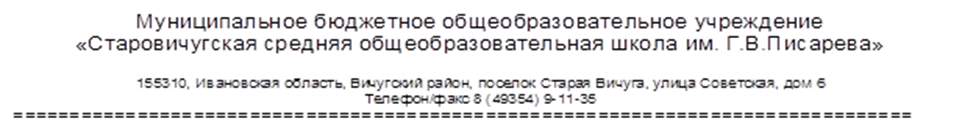 Муниципальное бюджетное общеобразовательное учреждение
«Старовичугская средняя общеобразовательная школа им. Г.В.Писарева»
155310, Ивановская область, Вичугский район, поселок Старая Вичуга, улица Советская, дом 6
Телефон/факс 8 (49354) 9-11-35
================================================================================